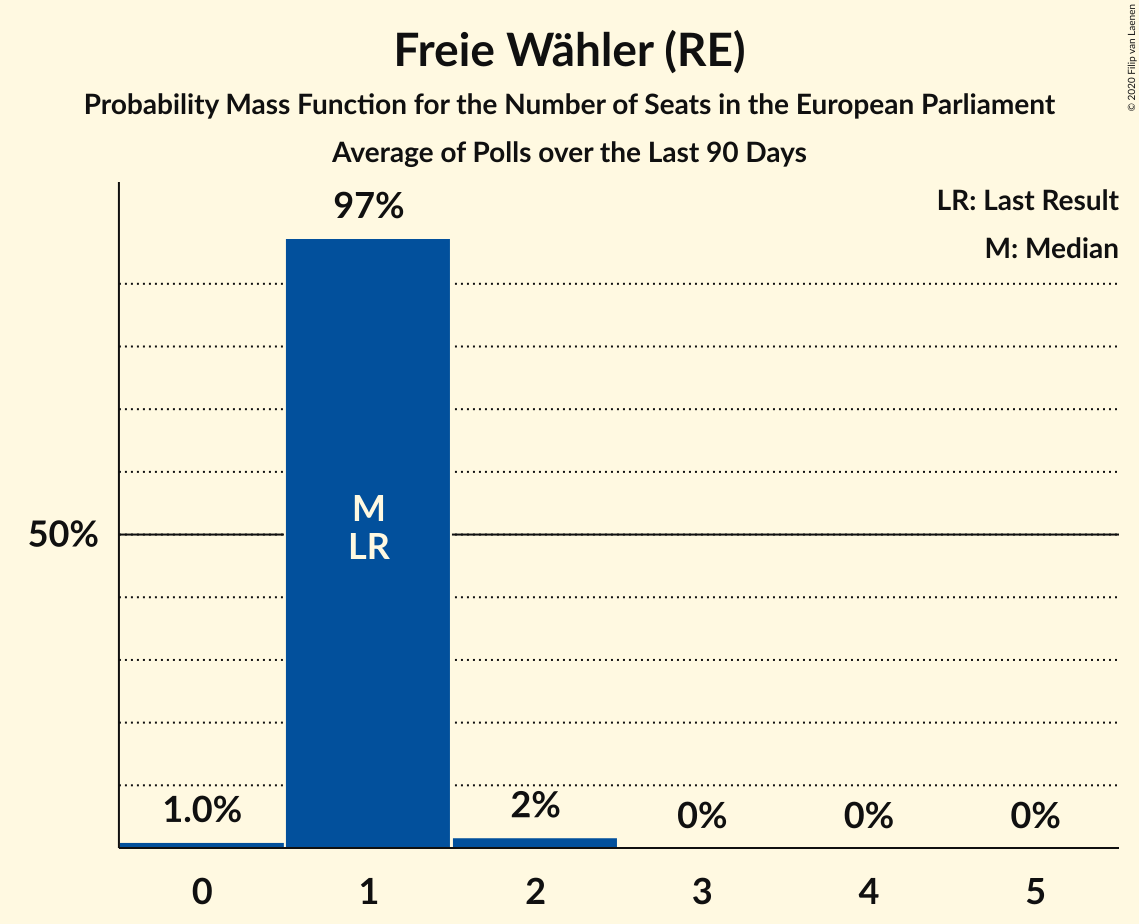 Freie Wähler (RE)
Probability Mass Function for the Number of Seats in the European Parliament
Average of Polls over the Last 90 Days
© 2020 Filip van Laenen
LR: Last Result
M: Median
97%
M
LR
50%
1.0%
2%
0%
0%
0%
0
1
2
3
4
5